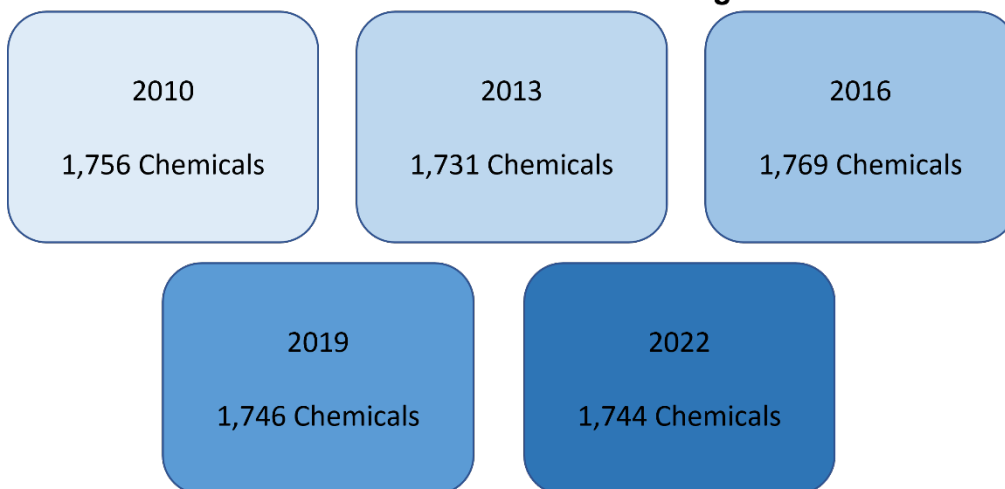 2010
1,756 Chemicals
2013
1,731 Chemicals
2016
1,769 Chemicals
2019
1,746 Chemicals
2022
1,744 Chemicals